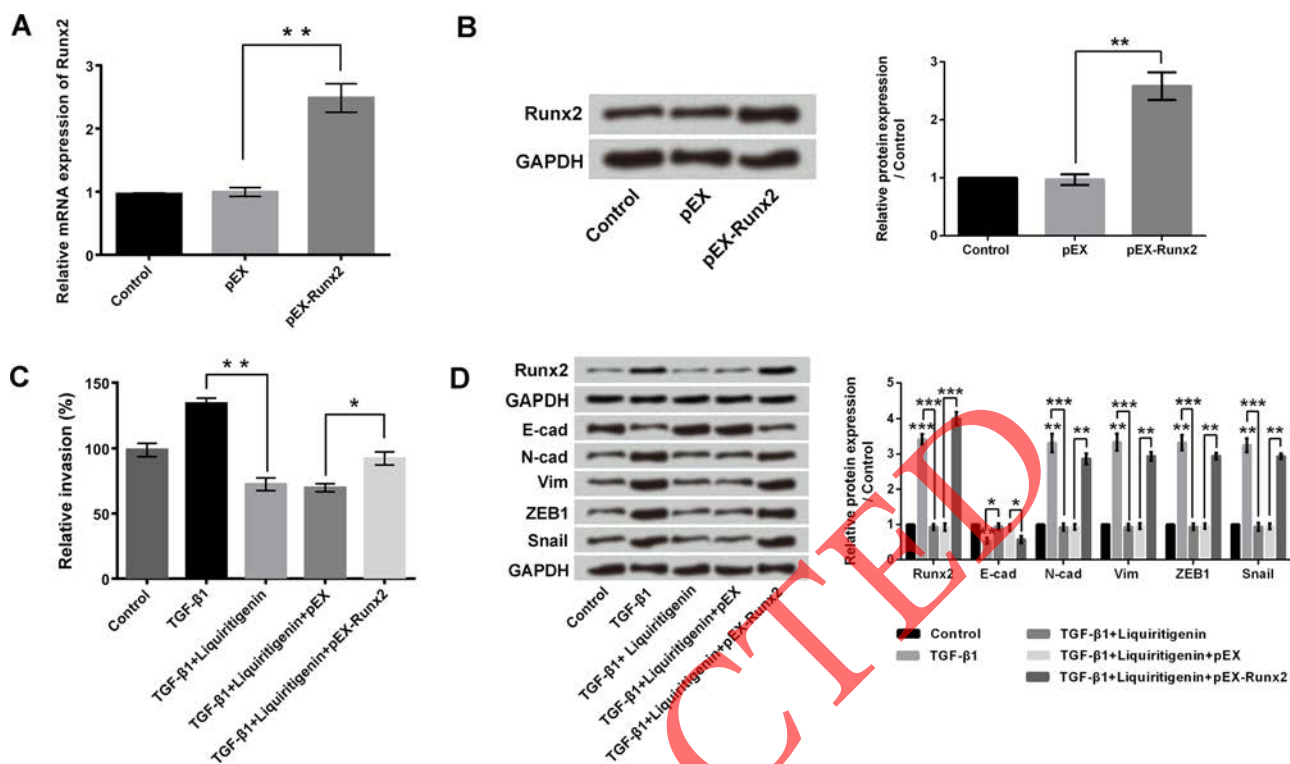 A
Relative mRNA expression of Runx2
3
2
1
0
* *
Control
pEX
pEX-Runx2
B
Runx2
GAPDH
Control
pEX
pEX-Runx2
Relative protein expression
/ Control
3
2
1
0
**
Control
pEX
pEX-Runx2
C
Relative invasion (%)
150
100
50
0
* *
*
Control
TGF-β1
TGF-β1+Liquiritigenin
TGF-β1+Liquiritigenin+pEX
TGF-β1+Liquiritigenin+pEX-Runx2
D
Runx2
GAPDH
E-cad
N-cad
Vim
ZEB1
Snail
GAPDH
Control
TGF-β1
TGF-β1+ Liquiritigenin
TGF-β1+Liquiritigenin+pEX
TGF-β1+Liquiritigenin+pEX-Runx2
Relative protein expression
/ Control
5
4
3
2
1
0
*** *** *** *** *** ***
*** ** ** ** ** ** ** ** **
* *
**
Runx2 E-cad N-cad Vim ZEB1 Snail
Control
TGF-β1
TGF-β1+Liquiritigenin
TGF-β1+Liquiritigenin+pEX
TGF-β1+Liquiritigenin+pEX-Runx2
CTED